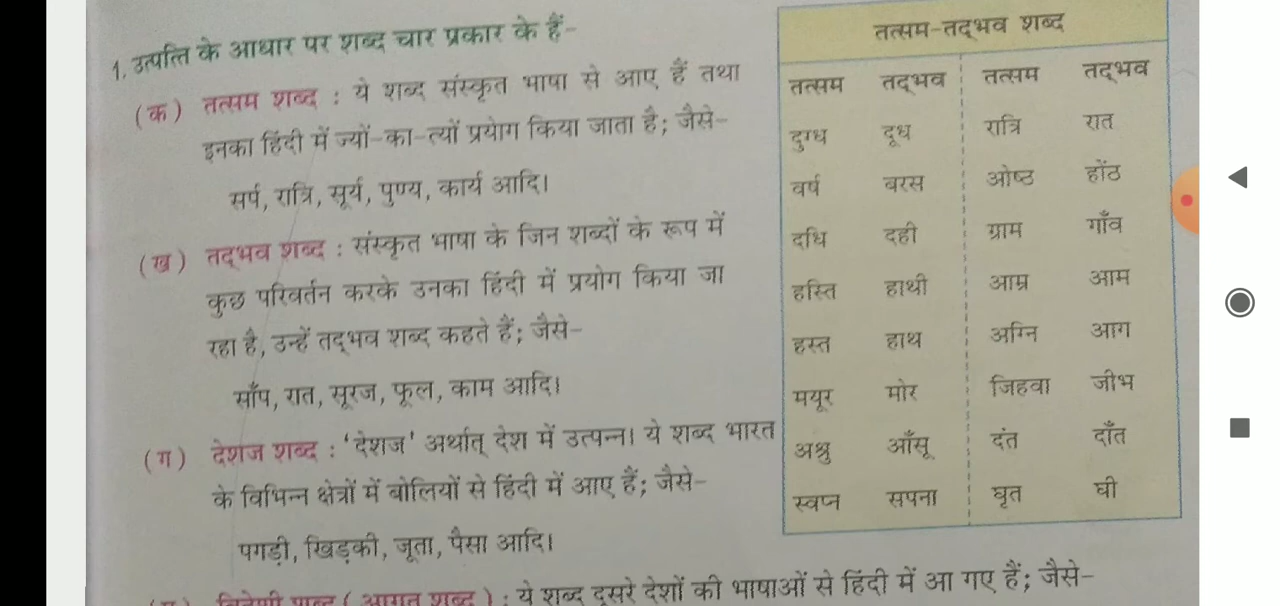 1. उत्पत्ति के आधार पर शब्द चार प्रकार के हैं-
(क) तत्सम शब्द : ये शब्द संस्कृत भाषा से आए हैं तथा
इनका हिंदी में ज्यों-का-त्यों प्रयोग किया जाता है; जैसे-
सर्प, रात्रि, सूर्य, पुण्य, कार्य आदि।
(ख) तद्भव शब्द : संस्कृत भाषा के जिन शब्दों के रूप में
कुछ परिवर्तन करके उनका हिंदी में प्रयोग किया जा
रहा है, उन्हें तद्भव शब्द कहते हैं; जैसे-
साँप, रात, सूरज, फूल, काम आदि।
(ग) देशज शब्द : 'देशज' अर्थात् देश में उत्पन्न। ये शब्द भारत
के विभिन्न क्षेत्रों में बोलियों से हिंदी में आए हैं; जैसे-
पगड़ी, खिड़की, जूता, पैसा आदि।
विदेशी शब्द (आगत शब्द) : ये शब्द दूसरे देशों की भाषाओं से हिंदी में आ गए हैं; जैसे-
तत्सम-तद्भव शब्द
तत्सम तद्भव तत्सम तद्भव
दुग्ध दूध रात्रि रात
वर्ष बरस ओष्ठ होंठ
दधि दही ग्राम गाँव
हस्ति हाथी आम्र आम
हस्त हाथ अग्नि आग
मयूर मोर जिहवा जीभ
अश्रु आँसू दंत दाँत
स्वप्न सपना घृत घी